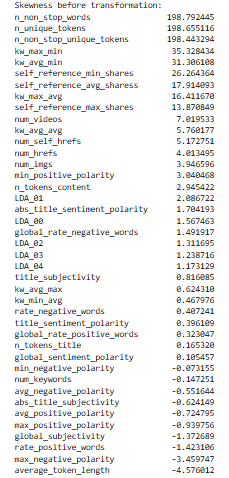 Skewness before transformation:
n_non_stop_words 198.792445
n_unique_tokens 198.655116
n_non_stop_unique_tokens 198.443294
kw_max_min 35.328434
kw_avg_min 31.306108
self_reference_min_shares 26.264364
self_reference_avg_sharess 17.914093
kw_max_avg 16.411670
self_reference_max_shares 13.870849
num_videos 7.019533
kw_avg_avg 5.760177
num_self_hrefs 5.172751
num_hrefs 4.013495
num_imgs 3.946596
min_positive_polarity 3.040468
n_tokens_content 2.945422
LDA_01 2.086722
abs_title_sentiment_polarity 1.704193
LDA_00 1.567463
global_rate_negative_words 1.491917
LDA_02 1.311695
LDA_03 1.238716
LDA_04 1.173129
title_subjectivity 0.816085
kw_avg_max 0.624310
kw_min_avg 0.467976
rate_negative_words 0.407241
title_sentiment_polarity 0.396109
global_rate_positive_words 0.323047
n_tokens_title 0.165320
global_sentiment_polarity 0.105457
min_negative_polarity -0.073155
num_keywords -0.147251
avg_negative_polarity -0.551644
abs_title_subjectivity -0.624149
avg_positive_polarity -0.724795
max_positive_polarity -0.939756
global_subjectivity -1.372689
rate_positive_words -1.423106
max_negative_polarity -3.459747
average_token_length -4.576012